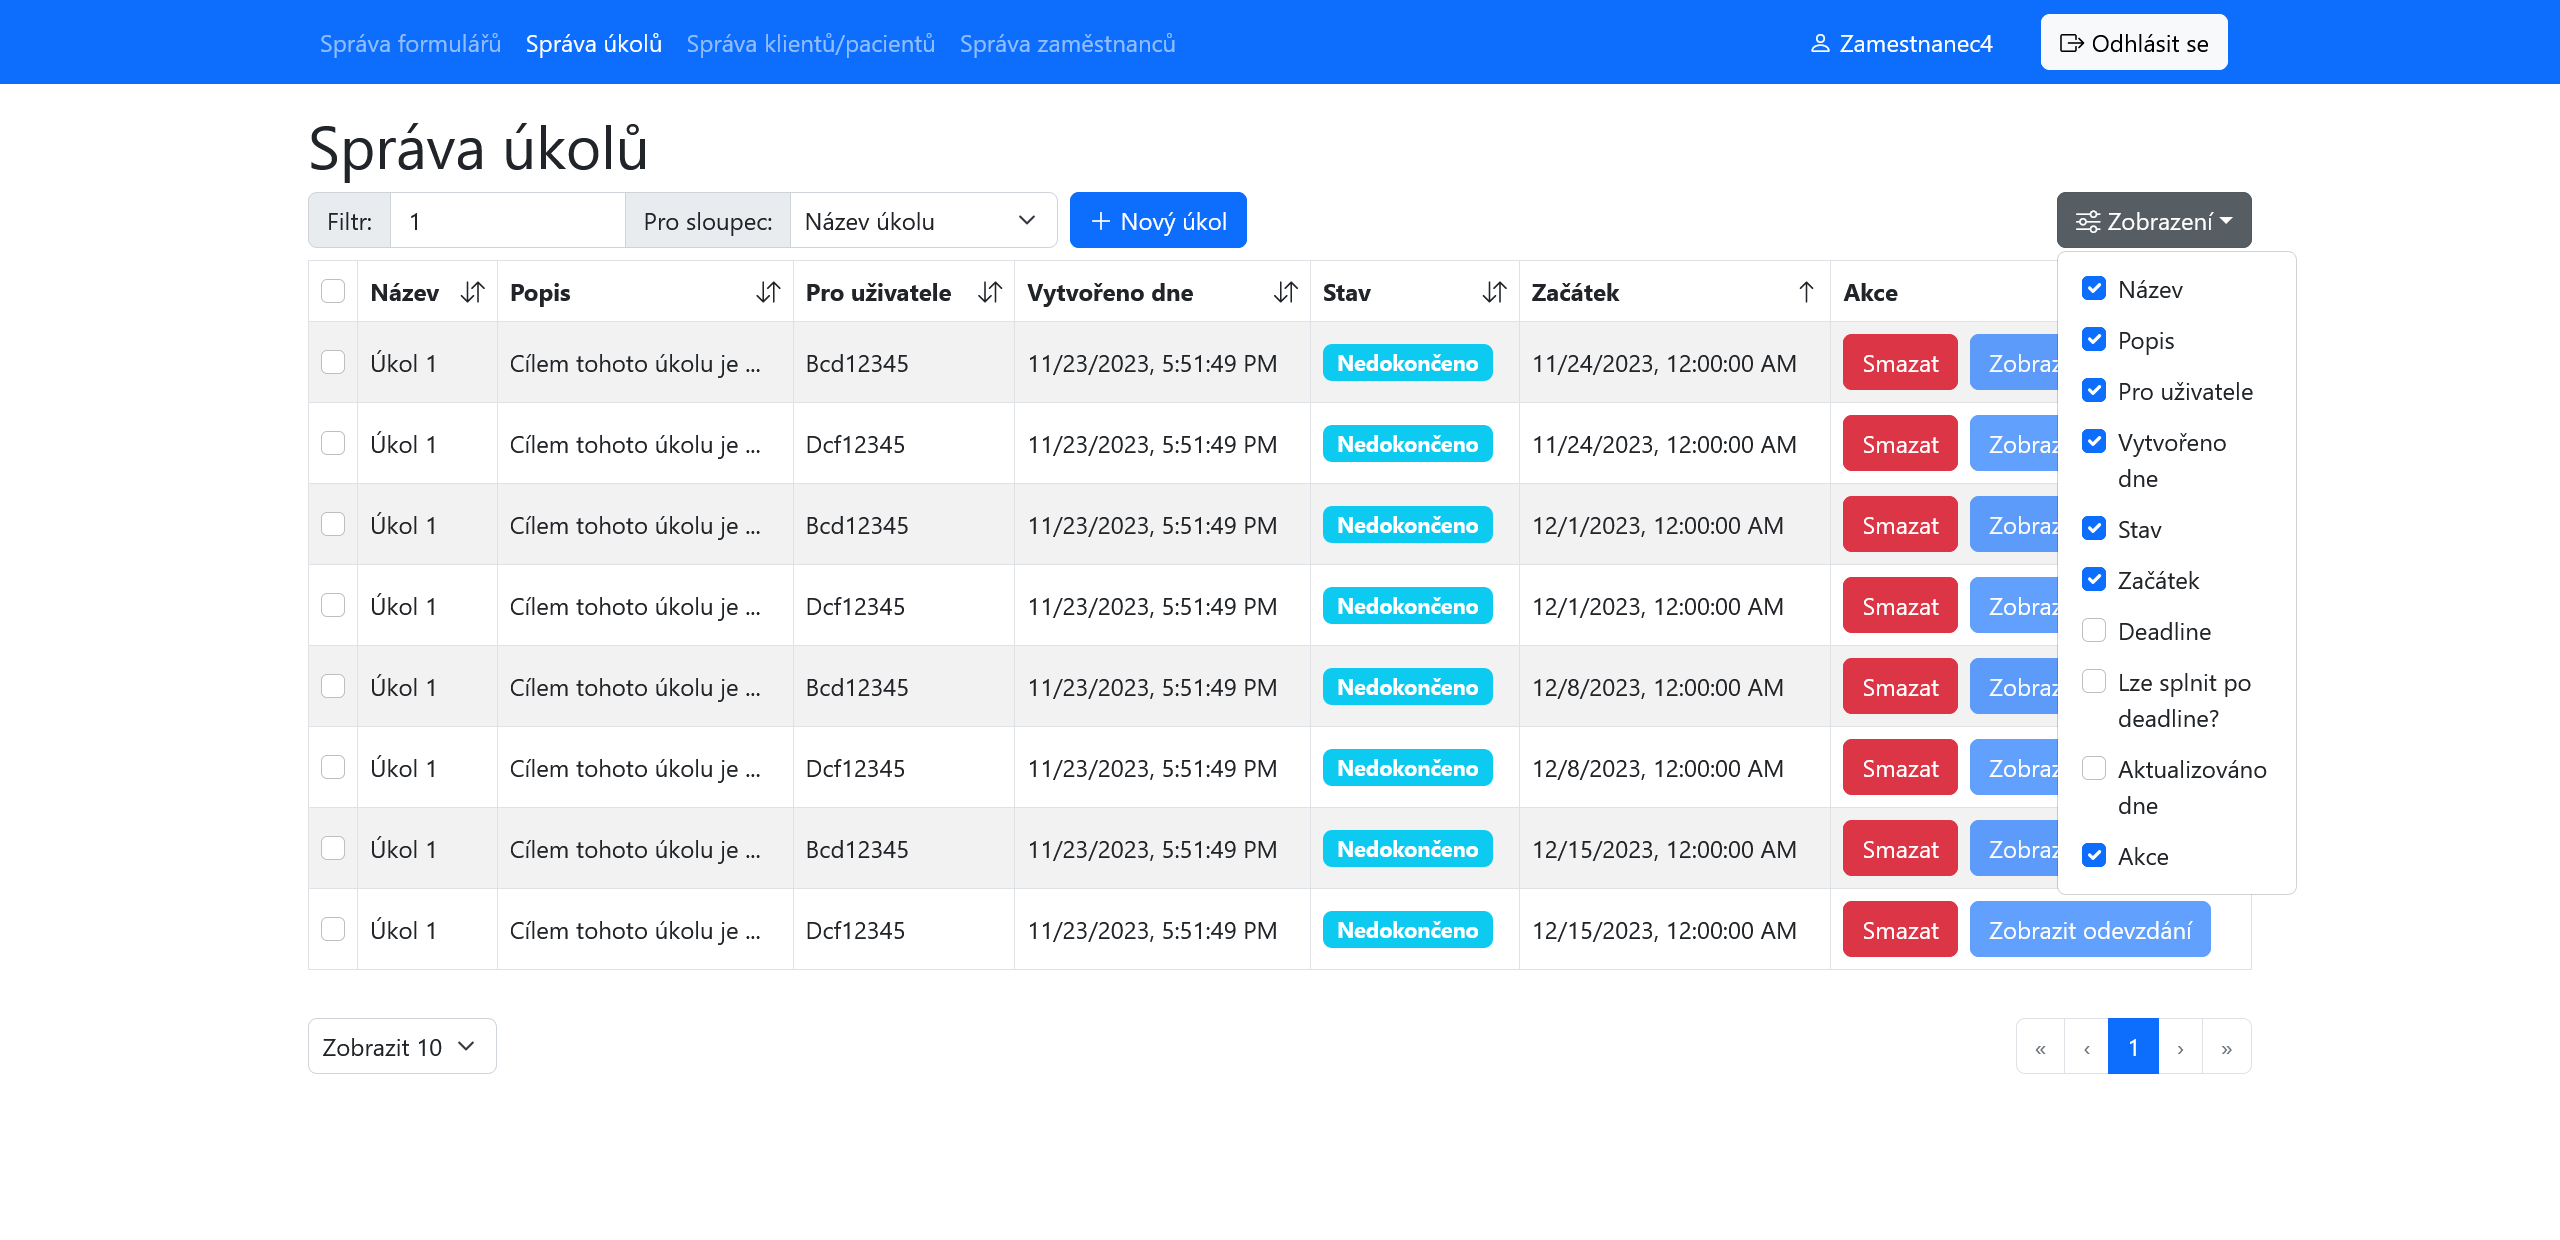 Správa formulářů Správa úkolů Správa klientů/pacientů Správa zaměstnanců Zamestnanec4 Odhlásit se
Správa úkolů
Filtr: 1 Pro sloupec: Název úkolu + Nový úkol Zobrazení
Název Popis Pro uživatele Vytvořeno dne Stav Začátek Akce
Úkol 1 Cílem tohoto úkolu je ... Bcd12345 11/23/2023, 5:51:49 PM Nedokončeno 11/24/2023, 12:00:00 AM Smazat Zobraz
Úkol 1 Cílem tohoto úkolu je ... Dcf12345 11/23/2023, 5:51:49 PM Nedokončeno 11/24/2023, 12:00:00 AM Smazat Zobraz
Úkol 1 Cílem tohoto úkolu je ... Bcd12345 11/23/2023, 5:51:49 PM Nedokončeno 12/1/2023, 12:00:00 AM Smazat Zobraz
Úkol 1 Cílem tohoto úkolu je ... Dcf12345 11/23/2023, 5:51:49 PM Nedokončeno 12/1/2023, 12:00:00 AM Smazat Zobraz
Úkol 1 Cílem tohoto úkolu je ... Bcd12345 11/23/2023, 5:51:49 PM Nedokončeno 12/8/2023, 12:00:00 AM Smazat Zobraz
Úkol 1 Cílem tohoto úkolu je ... Dcf12345 11/23/2023, 5:51:49 PM Nedokončeno 12/8/2023, 12:00:00 AM Smazat Zobraz
Úkol 1 Cílem tohoto úkolu je ... Bcd12345 11/23/2023, 5:51:49 PM Nedokončeno 12/15/2023, 12:00:00 AM Smazat Zobraz
Úkol 1 Cílem tohoto úkolu je ... Dcf12345 11/23/2023, 5:51:49 PM Nedokončeno 12/15/2023, 12:00:00 AM Smazat Zobrazit odevzdání
Název
Popis
Pro uživatele
Vytvořeno
dne
Stav
Začátek
Deadline
Lze splnit po
deadline?
Aktualizováno
dne
Akce
Zobrazit 10 « ‹ 1 › »